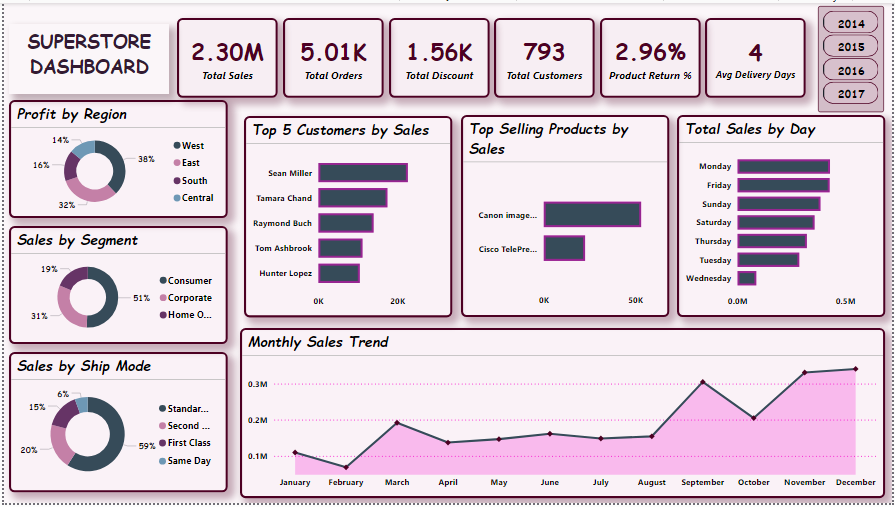 SUPERSTORE
DASHBOARD
2.30M
Total Sales
5.01K
Total Orders
1.56K
Total Discount
793
Total Customers
2.96%
Product Return %
4
Avg Delivery Days
2014
2015
2016
2017
Profit by Region
14%
16%
38%
32%
West
East
South
Central
Sales by Segment
19%
51%
31%
Consumer
Corporate
Home O...
Sales by Ship Mode
6%
15%
20%
59%
Standar...
Second ...
First Class
Same Day
Top 5 Customers by Sales
Sean Miller
Tamara Chand
Raymond Buch
Tom Ashbrook
Hunter Lopez
0K 20K
Top Selling Products by
Sales
Canon image...
Cisco TelePre...
0K 50K
Total Sales by Day
Monday
Friday
Sunday
Saturday
Thursday
Tuesday
Wednesday
0.0M 0.5M
Monthly Sales Trend
0.3M
0.2M
0.1M
January February March April May June July August September October November December